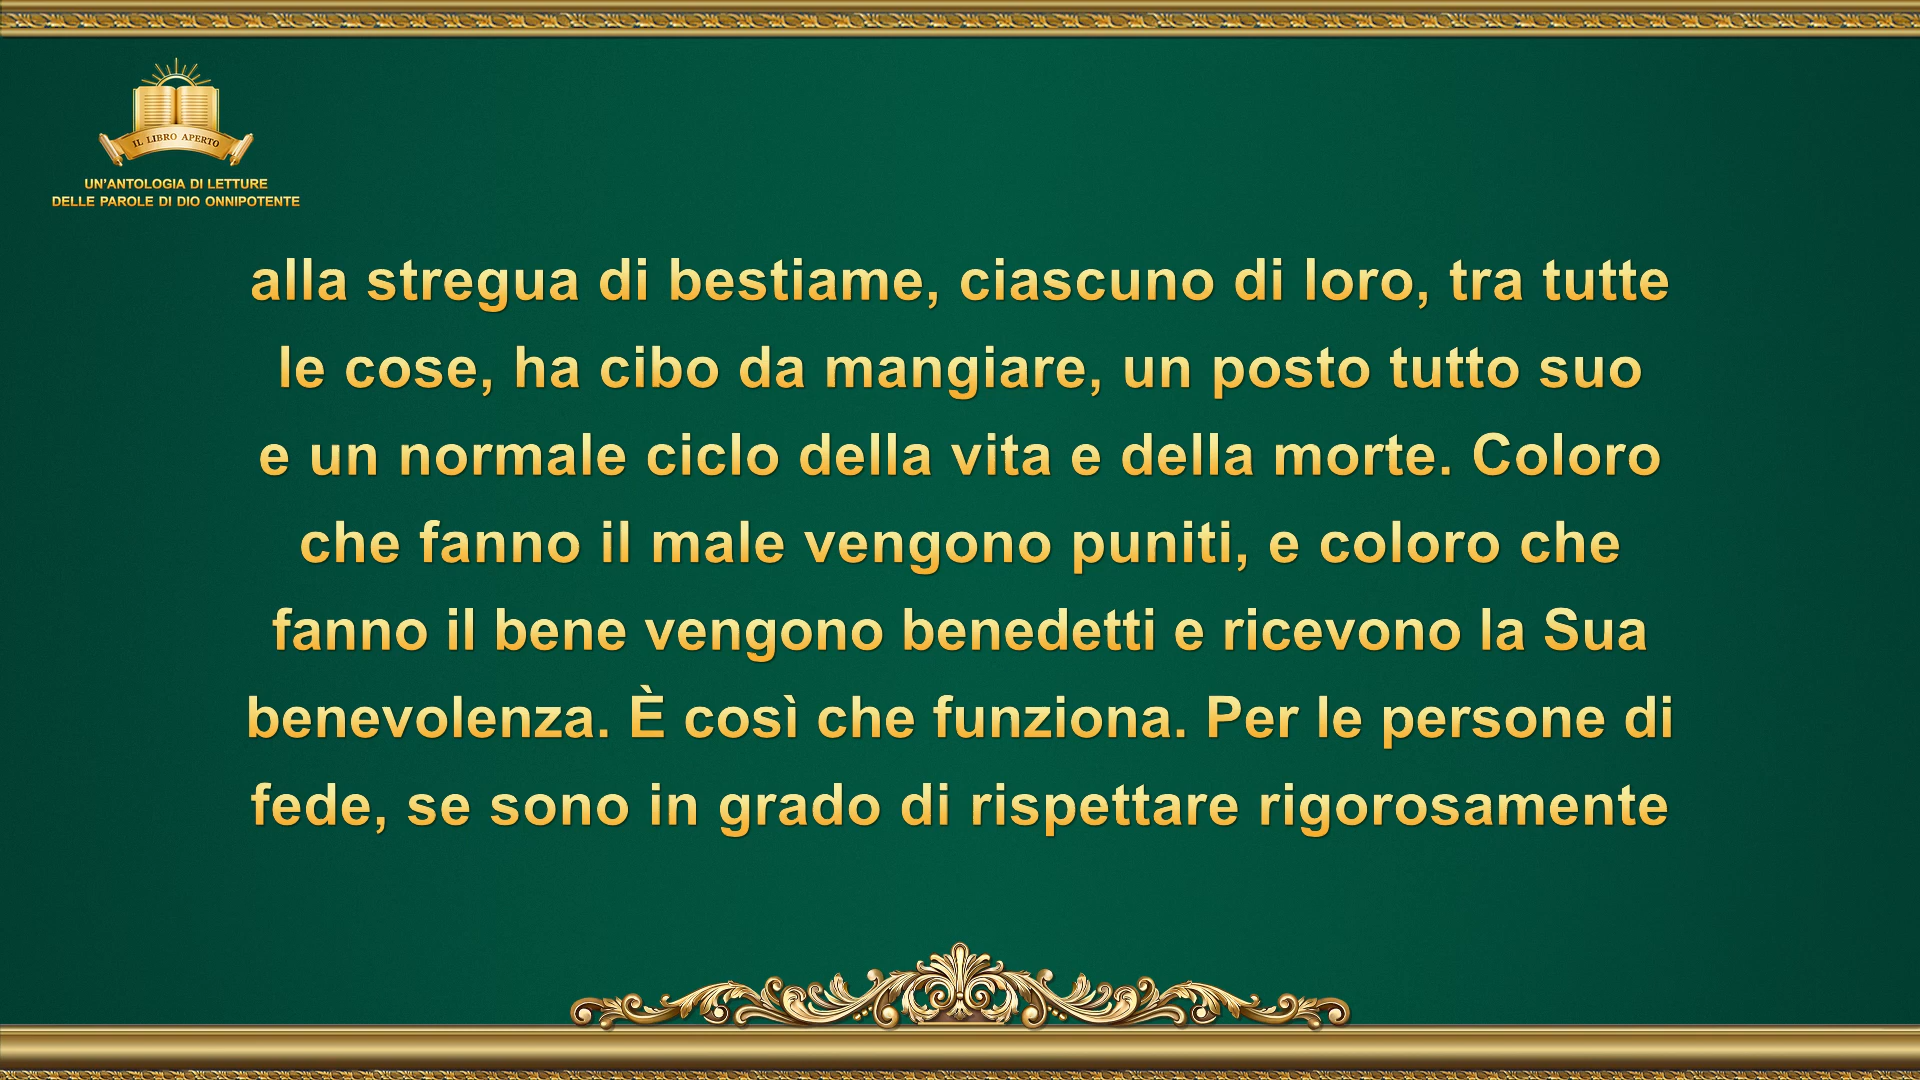 IL LIBRO APERTO
UN'ANTOLOGIA DI LETTURE
DELLE PAROLE DI DIO ONNIPOTENTE
alla stregua di bestiame, ciascuno di loro, tra tutte
le cose, ha cibo da mangiare, un posto tutto suo
e un normale ciclo della vita e della morte. Coloro
che fanno il male vengono puniti, e coloro che
fanno il bene vengono benedetti e ricevono la Sua
benevolenza. È così che funziona. Per le persone di
fede, se sono in grado di rispettare rigorosamente